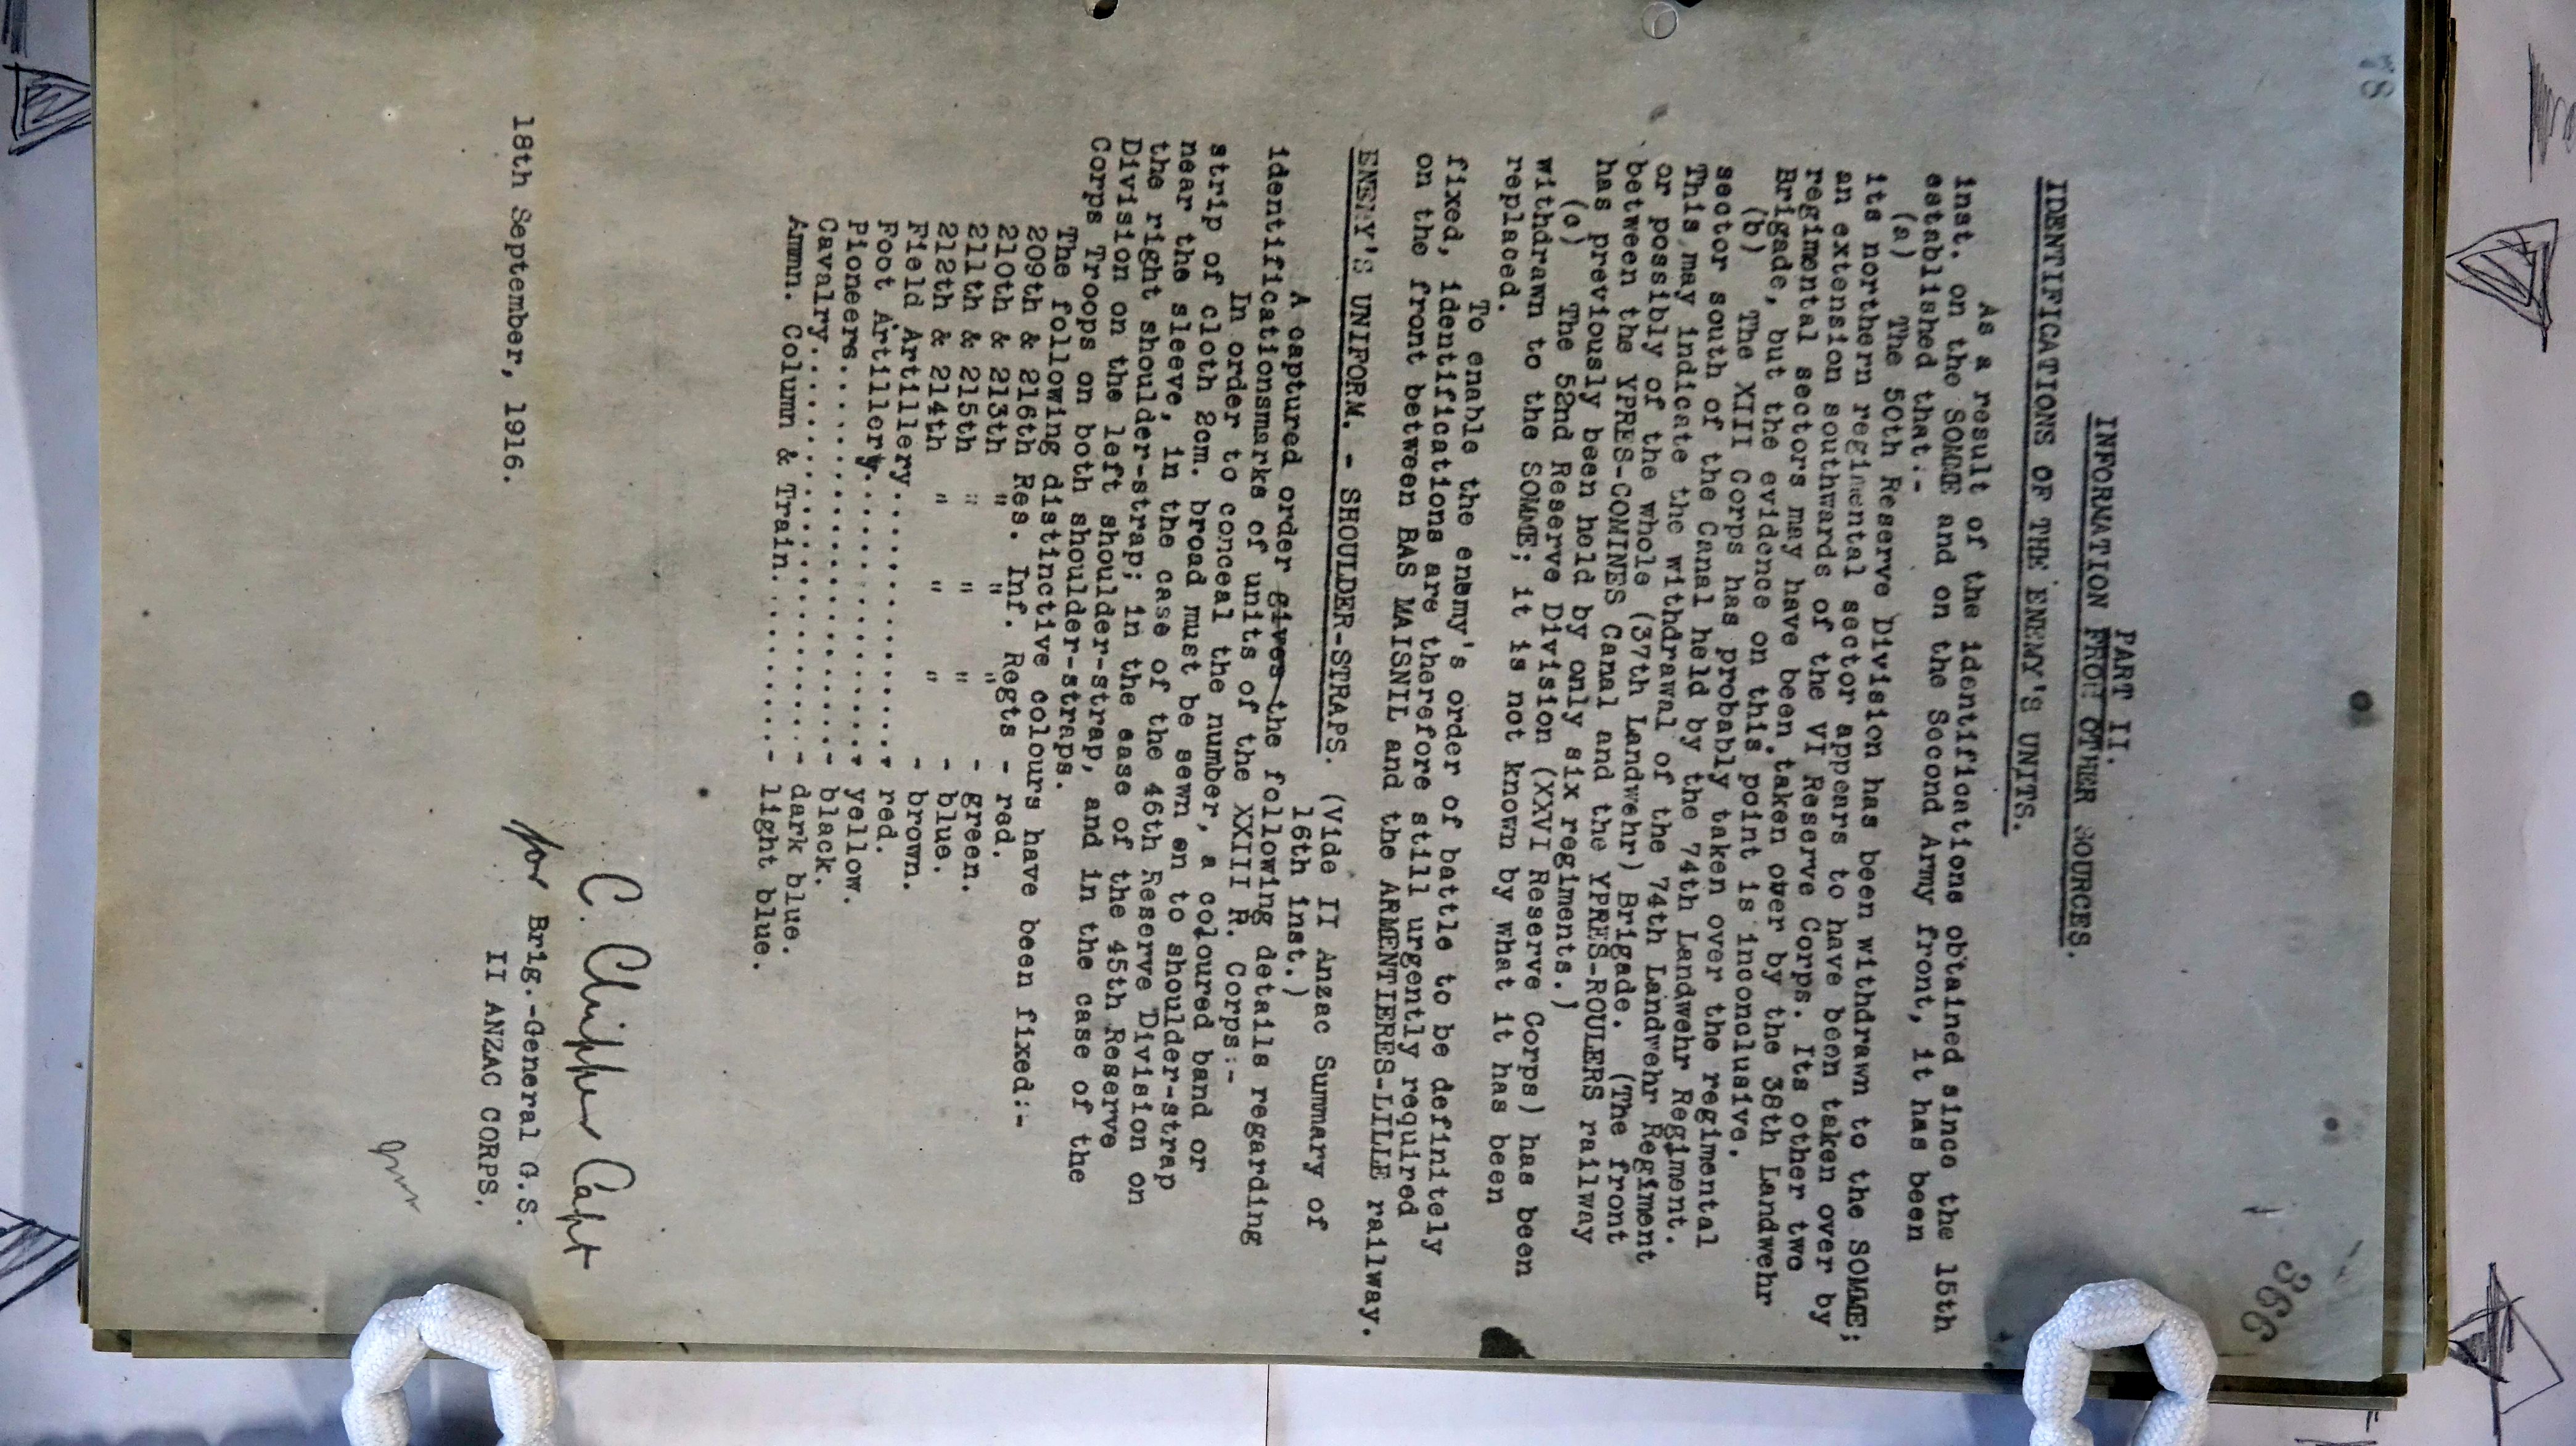 78
366
PART II.
INFORMATION FROM OTHER SOURCES.
IDENTIFICATIONS OF THE ENEMY'S UNITS.
As a result of the identifications obtained since the 15th
inst. on the SOMME and on the Second Army front, it has been
established that:-
(a) The 50th Reserve Division has been withdrawn to the SOMME;
its northern regimental sector appears to have been taken over by
an extension southwards of the VI Reserve Corps. Its other two
regimental sectors may have been taken over by the 38th Landwehr
Brigade, but the evidence on this point is inconclusive.
(b) The XIII Corps has probably taken over the regimental
sector south of the Canal held by the 74th Landwehr Regiment.
This may indicate the withdrawal of the 74th Landwehr Regiment
or possibly of the whole (37th Landwehr) Brigade. (The front
between the YPRES-COMINES Canal and the YPRES-ROULERS railway
has previously been held by only six regiments.)
(c) The 52nd Reserve Division (XXVI Reserve Corps) has been
withdrawn to the SOMME; it is not known by what it has been
replaced.
To enable the enemy's order of battle to be definitely
fixed, identifications are therefore still urgently required
on the front between BAS MAISNIL and the ARMENTIERES-LILLE railway.
ENEMY'S UNIFORM. - SHOULDER-STRAPS. (Vide II Anzac Summary of
16th inst.)
A captured order gives the following details regarding
identificationsmarks of units of the XXIII R. Corps:-
In order to conceal the number, a coloured band or
strip of cloth 2cm. broad must be sewn on to shoulder-strap
near the sleeve, in the case of the 46th Reserve Division on
the right shoulder-strap; in the case of the 45th Reserve
Division on the left shoulder-strap, and in the case of the
Corps Troops on both shoulder-straps.
The following distinctive colours have been fixed:-
209th & 216th Res. Inf. Regts - red.
210th & 213th " " " - green.
211th & 215th " " " - blue.
212th & 214th " " " - brown.
Field Artillery.................. red.
Foot Artillery................... yellow.
Pioneers.......................- black.
Cavalry........................- dark blue.
Ammn. Column & Train...........- light blue.
C. Chipper Capt
for Brig.-General G.S.
18th September, 1916. II ANZAC CORPS.